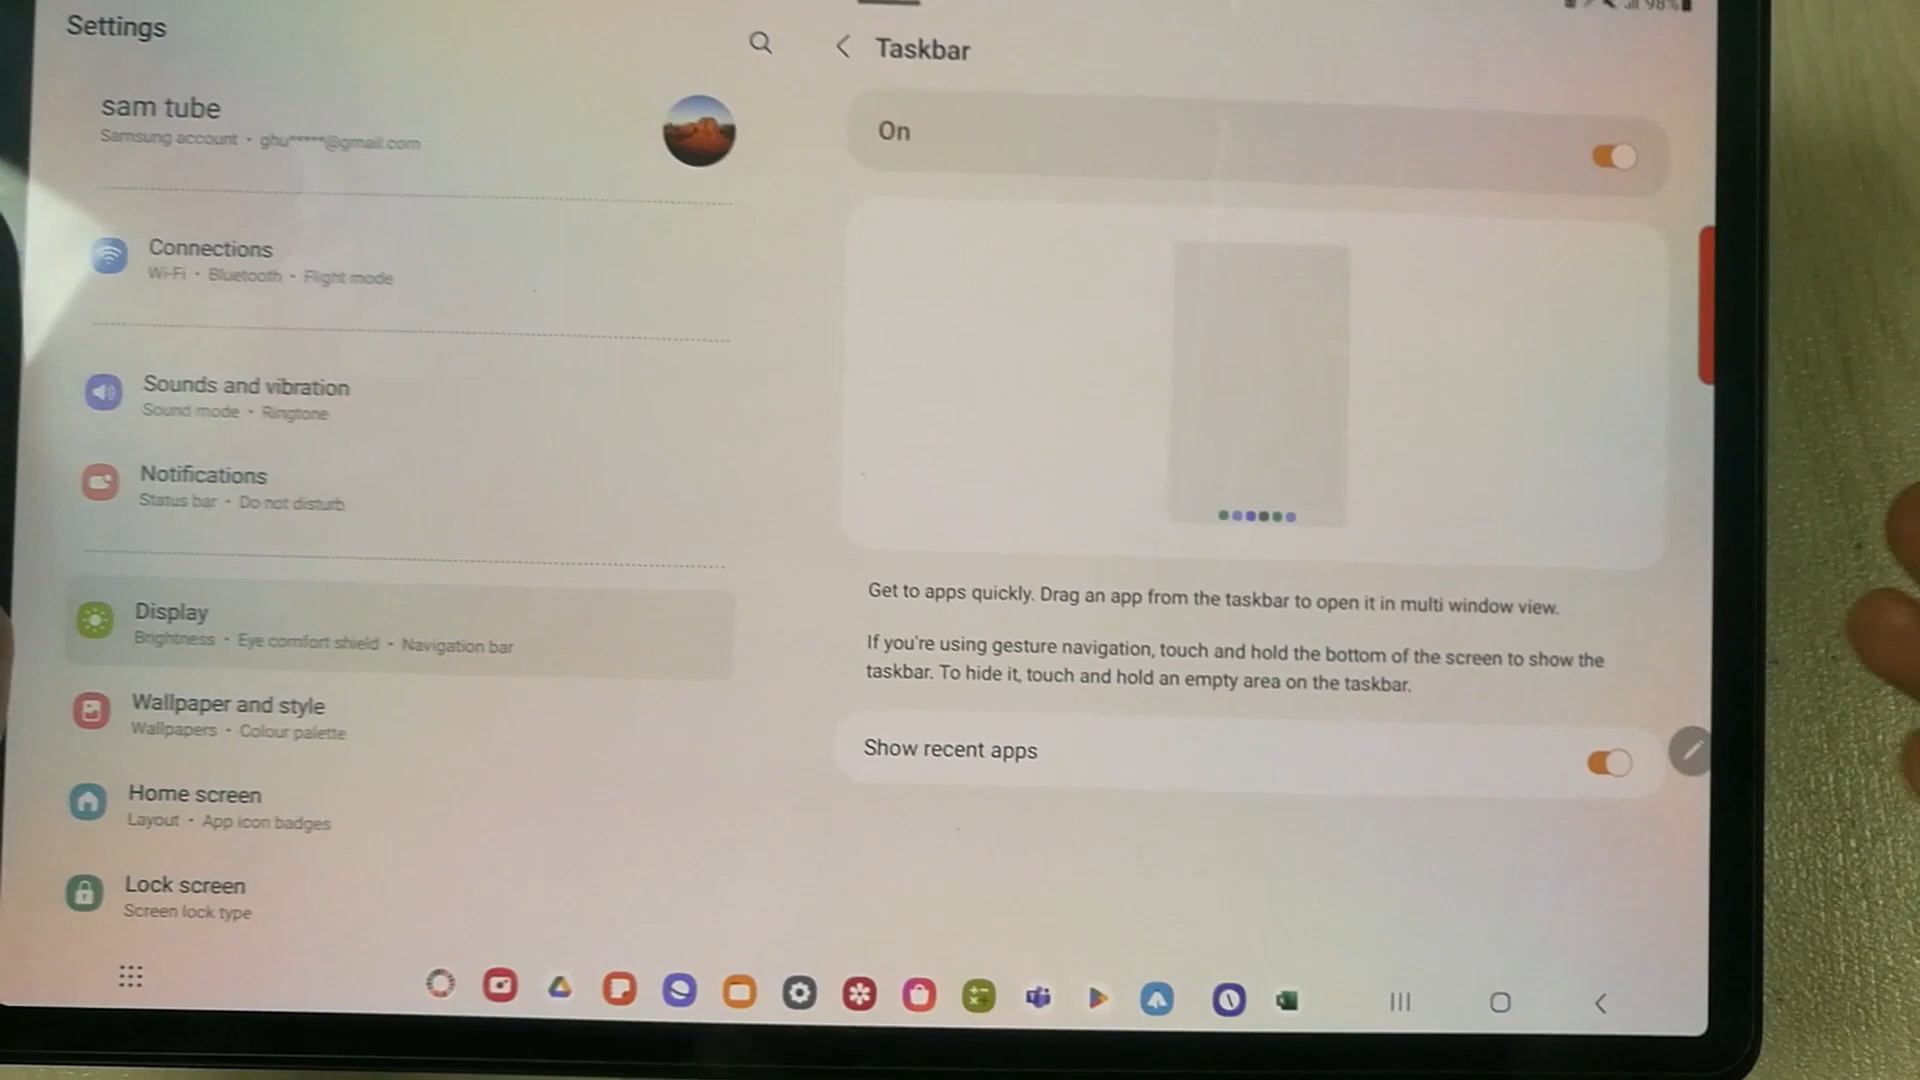 Settings
sam tube
Samsung account • ghu*****@gmail.com
Connections
Wi-Fi • Bluetooth • Flight mode
Sounds and vibration
Sound mode • Ringtone
Notifications
Status bar • Do not disturb
Display
Brightness • Eye comfort shield • Navigation bar
Wallpaper and style
Wallpapers • Colour palette
Home screen
Layout • App icon badges
Lock screen
Screen lock type
98%
Taskbar
On
Get to apps quickly. Drag an app from the taskbar to open it in multi window view.
If you're using gesture navigation, touch and hold the bottom of the screen to show the
taskbar. To hide it, touch and hold an empty area on the taskbar.
Show recent apps